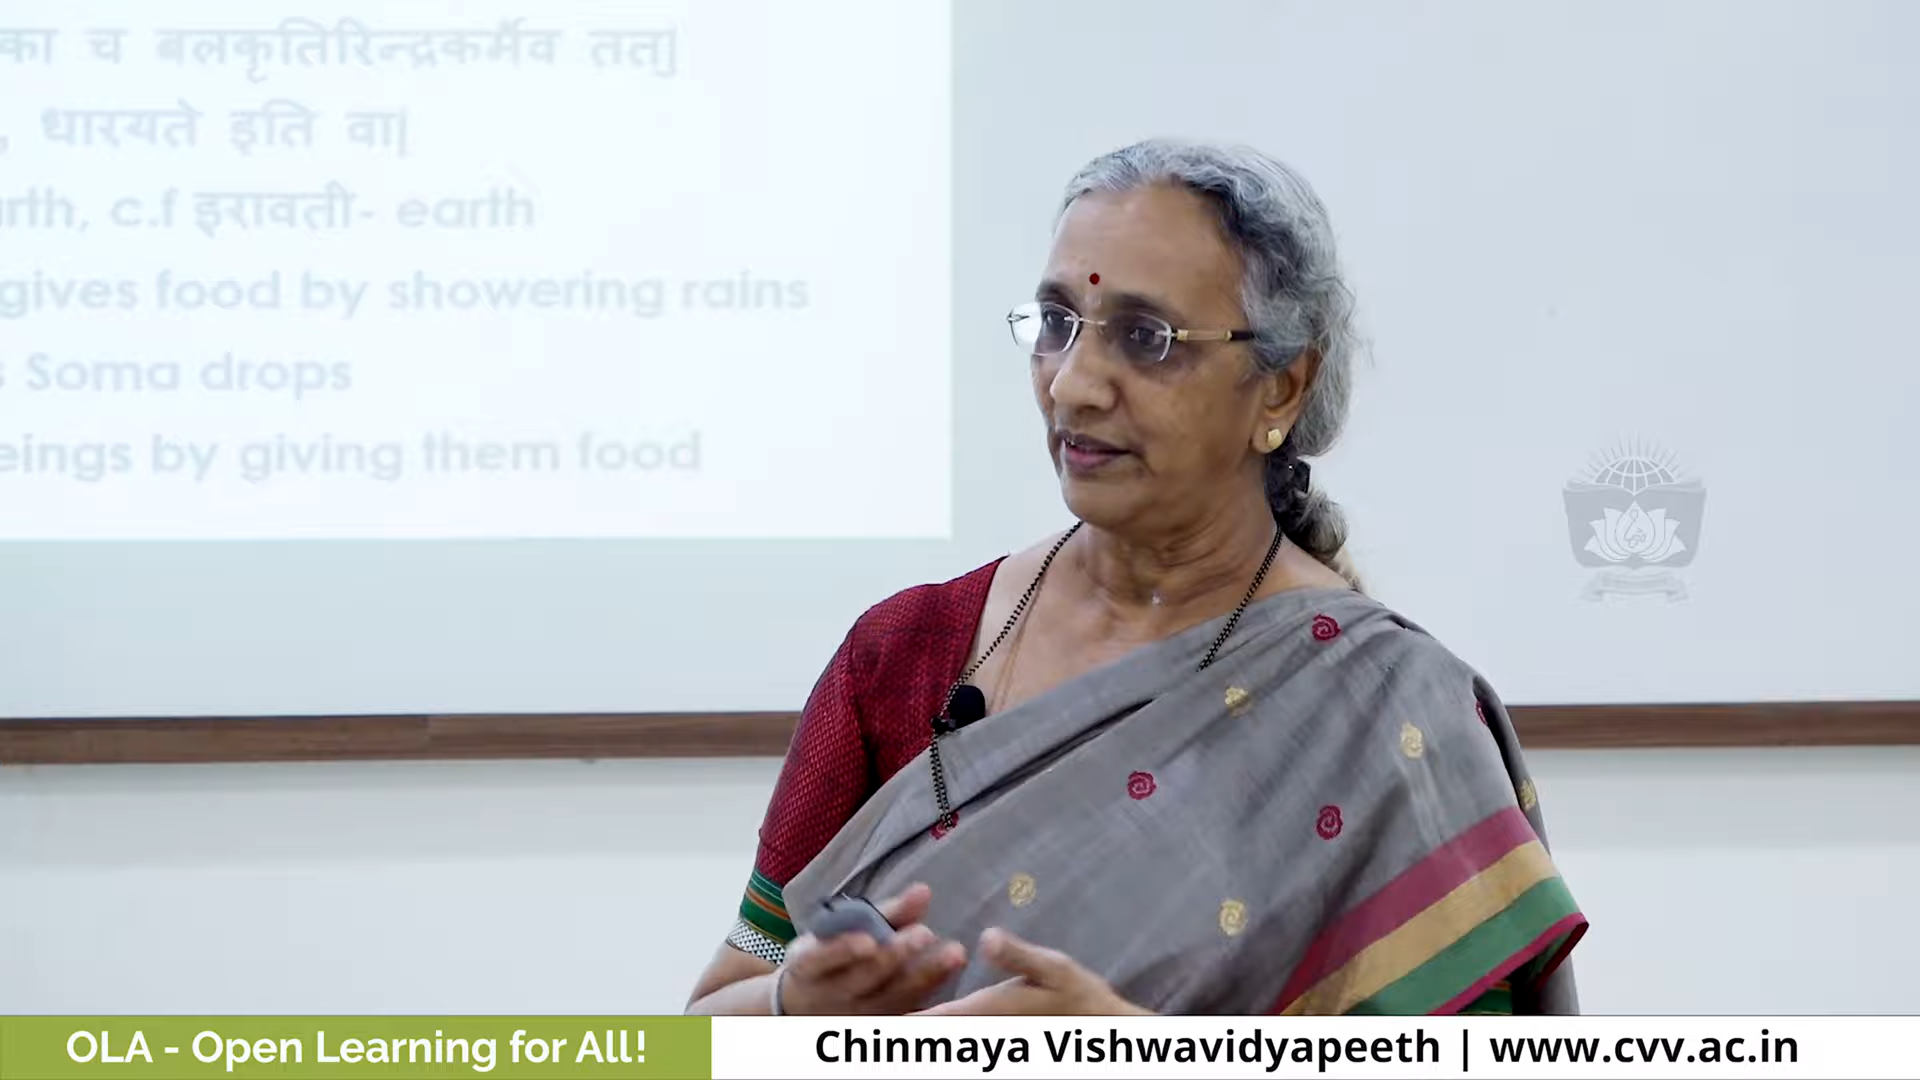 का च बलकृतिरिन्द्रकर्मैव तत्|
, धारयते इति वा|
rth, c.f इरावती- earth
gives food by showering rains
s Soma drops
eings by giving them food
OLA - Open Learning for All!
Chinmaya Vishwavidyapeeth | www.cvv.ac.in